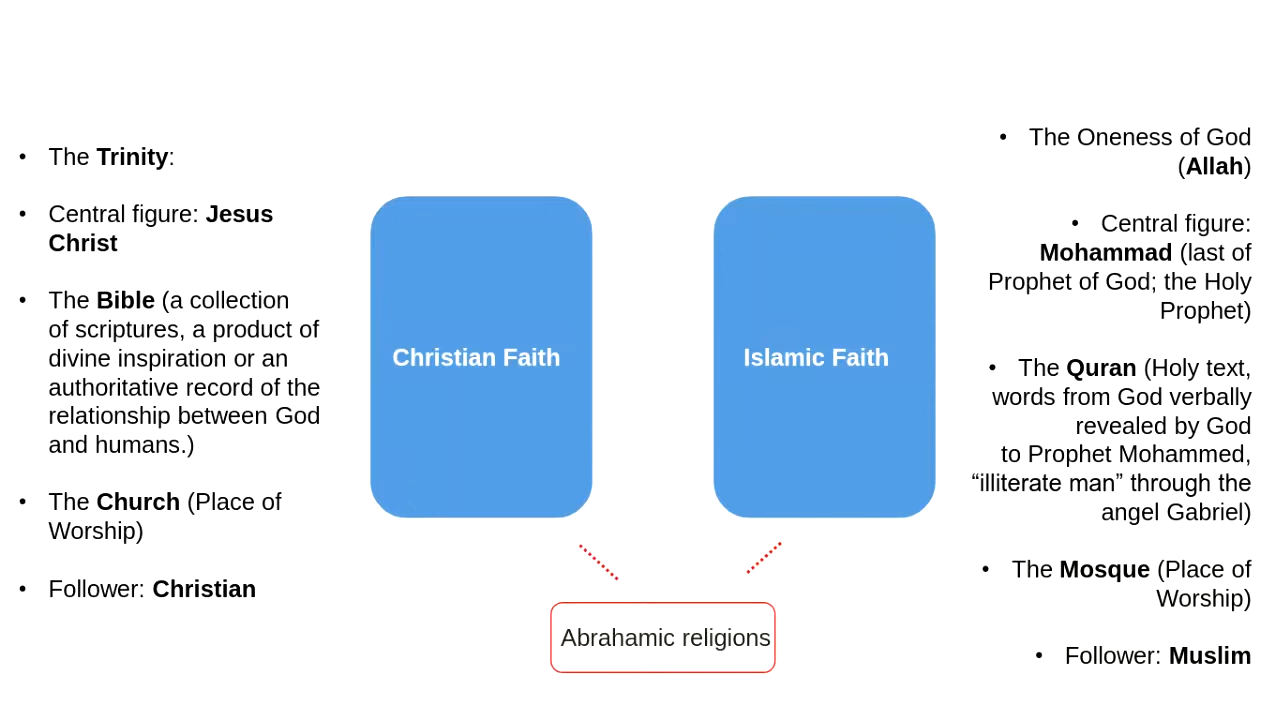 • The Trinity:
• Central figure: Jesus
Christ
• The Bible (a collection
of scriptures, a product of
divine inspiration or an
authoritative record of the
relationship between God
and humans.)
• The Church (Place of
Worship)
• Follower: Christian
Christian Faith
Islamic Faith
Abrahamic religions
• The Oneness of God
(Allah)
• Central figure:
Mohammad (last of
Prophet of God; the Holy
Prophet)
• The Quran (Holy text,
words from God verbally
revealed by God
to Prophet Mohammed,
“illiterate man” through the
angel Gabriel)
• The Mosque (Place of
Worship)
• Follower: Muslim